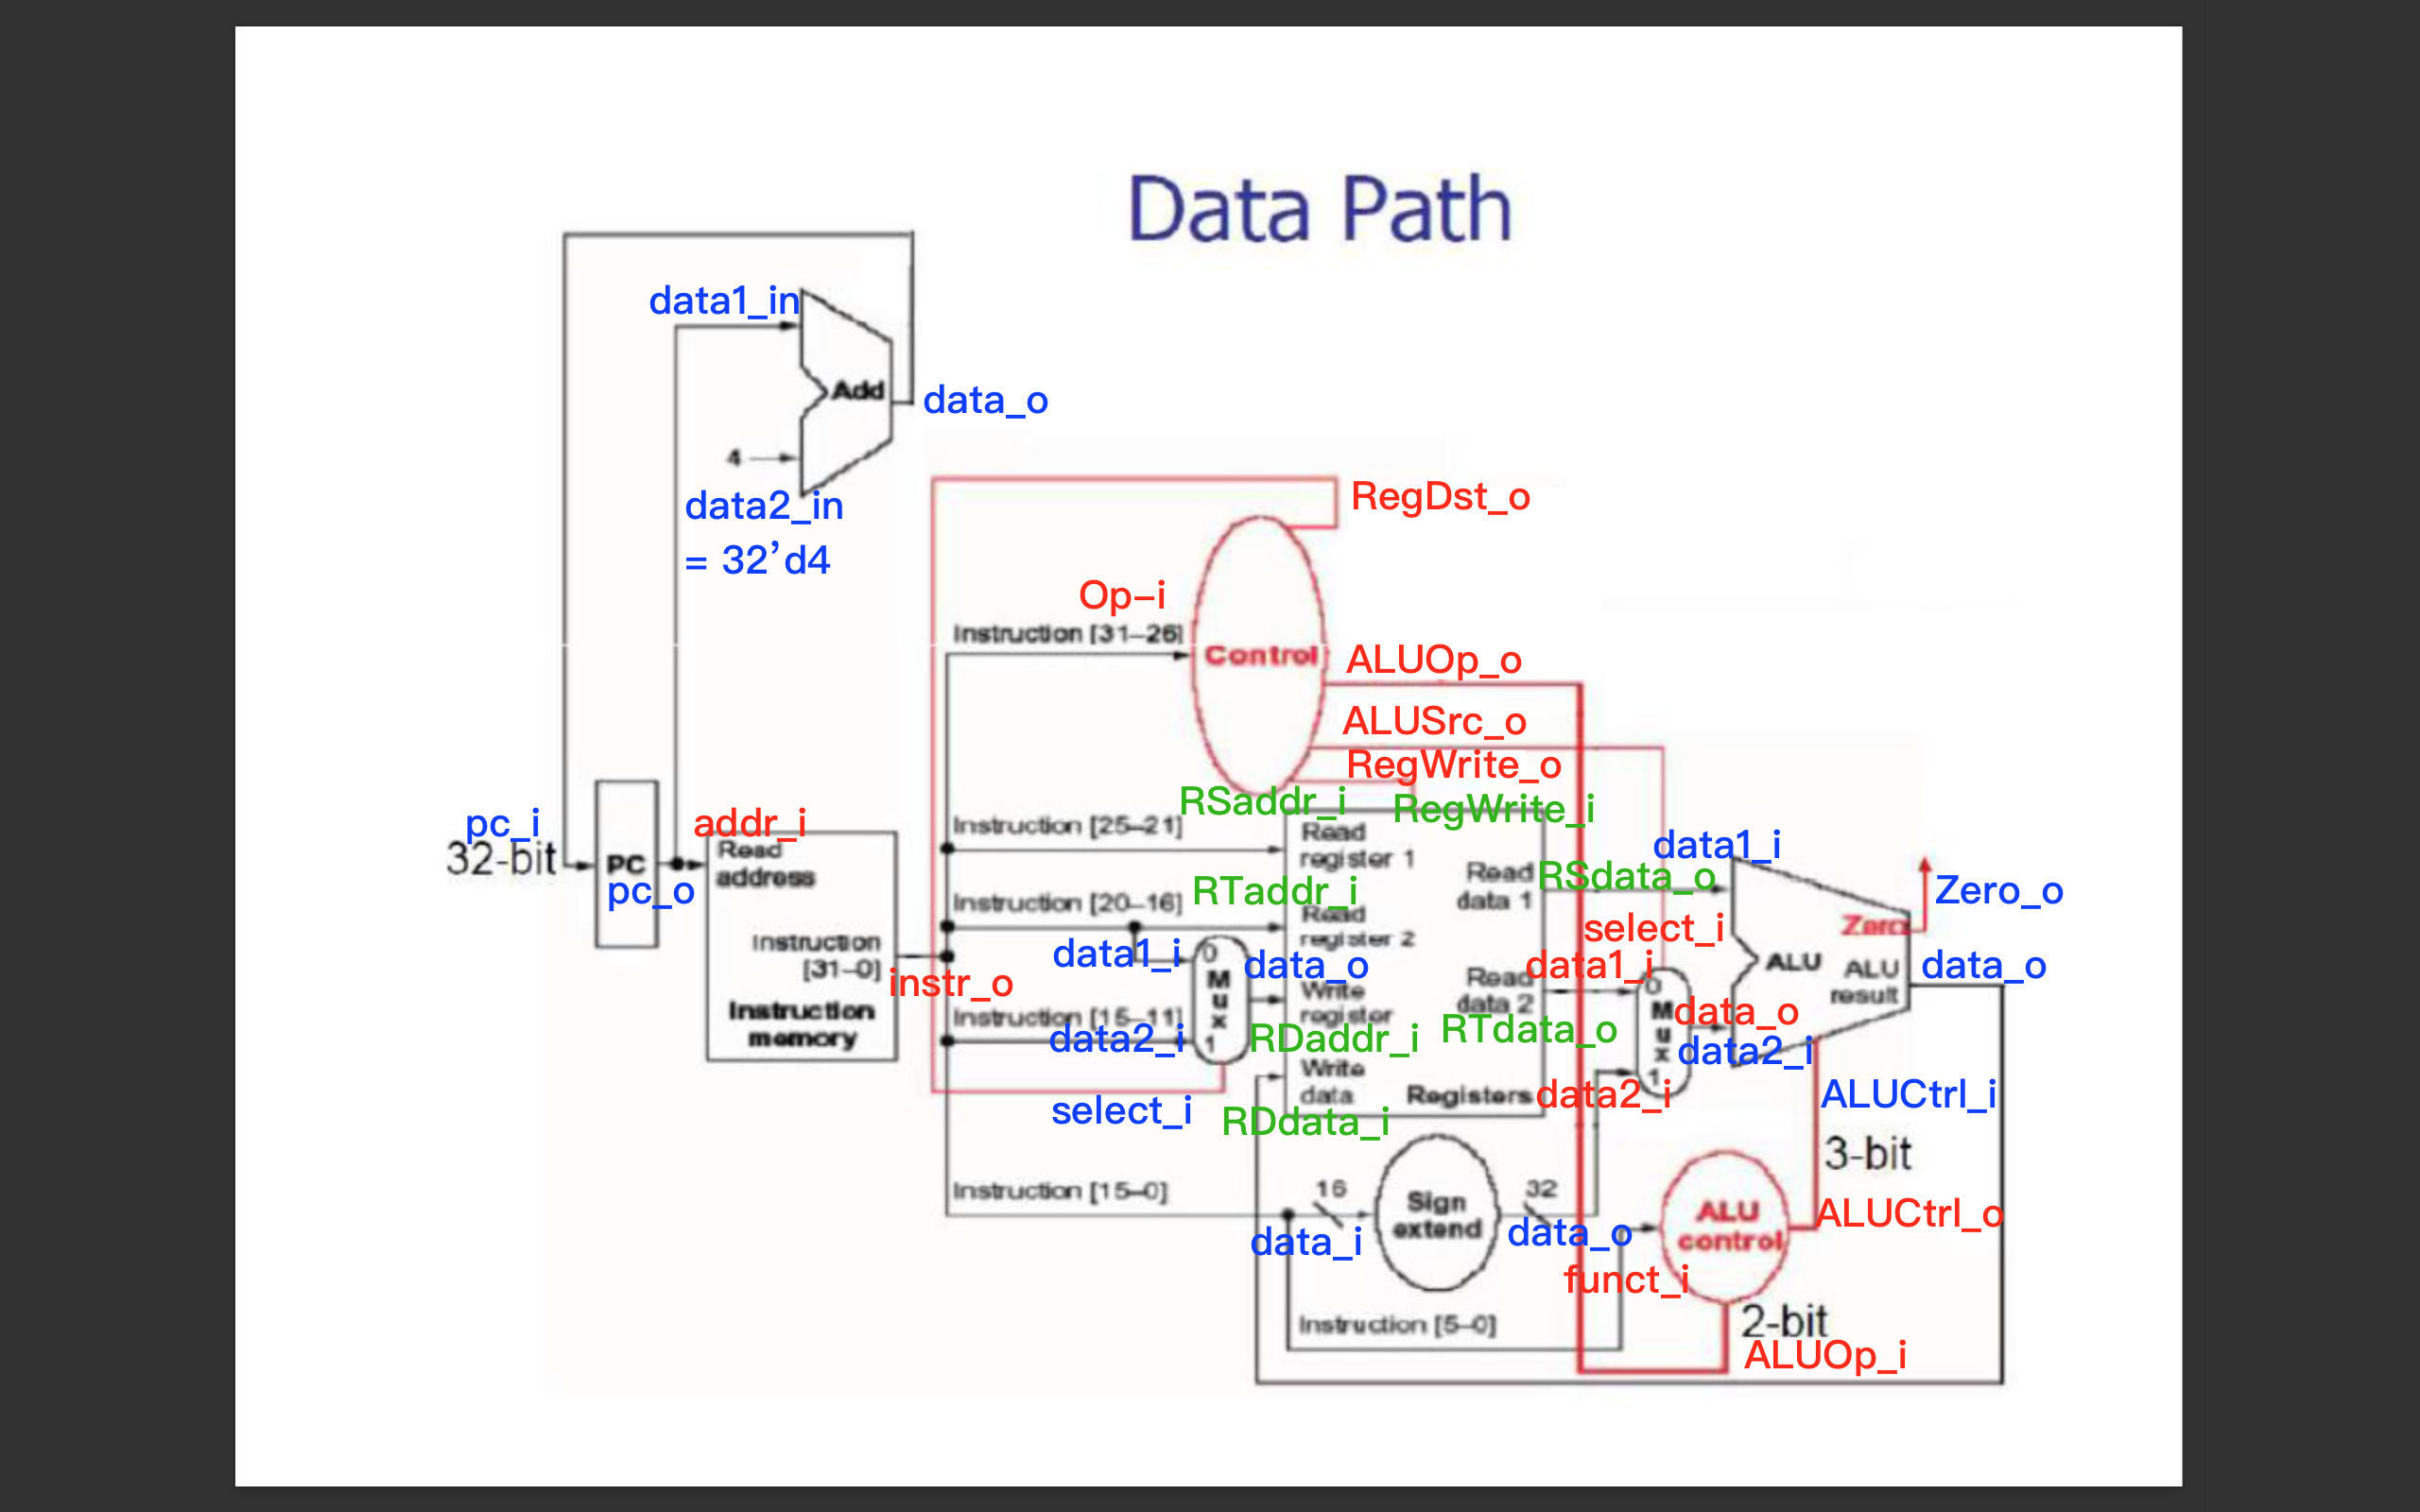 Data Path
data1_in
Add
data_o
4
data2_in
= 32’d4
RegDst_o
Op-i
Instruction [31–26]
Control
ALUOp_o
ALUSrc_o
RegWrite_o
RSaddr_i
RegWrite_i
pc_i
32-bit
PC
pc_o
addr_i
Read
address
Instruction
[31–0]
instr_o
Instruction
memory
Instruction [25–21]
Read
register 1
Instruction [20–16]
RTaddr_i
Read
register 2
data1_i
0
M
u
x
1
data_o
Write
register
Instruction [15–11]
data2_i
RDaddr_i
Write
data
Registers
select_i
RDdata_i
Read
data 1
RSdata_o
Read
data 2
RTdata_o
data1_i
select_i
data1_i
0
M
u
x
1
data_o
data2_i
data2_i
Zero
Zero_o
ALU
ALU
result
data_o
ALUCtrl_i
3-bit
ALUCtrl_o
Instruction [15–0]
16
data_i
Sign
extend
32
data_o
ALU
control
funct_i
Instruction [5–0]
2-bit
ALUOp_i